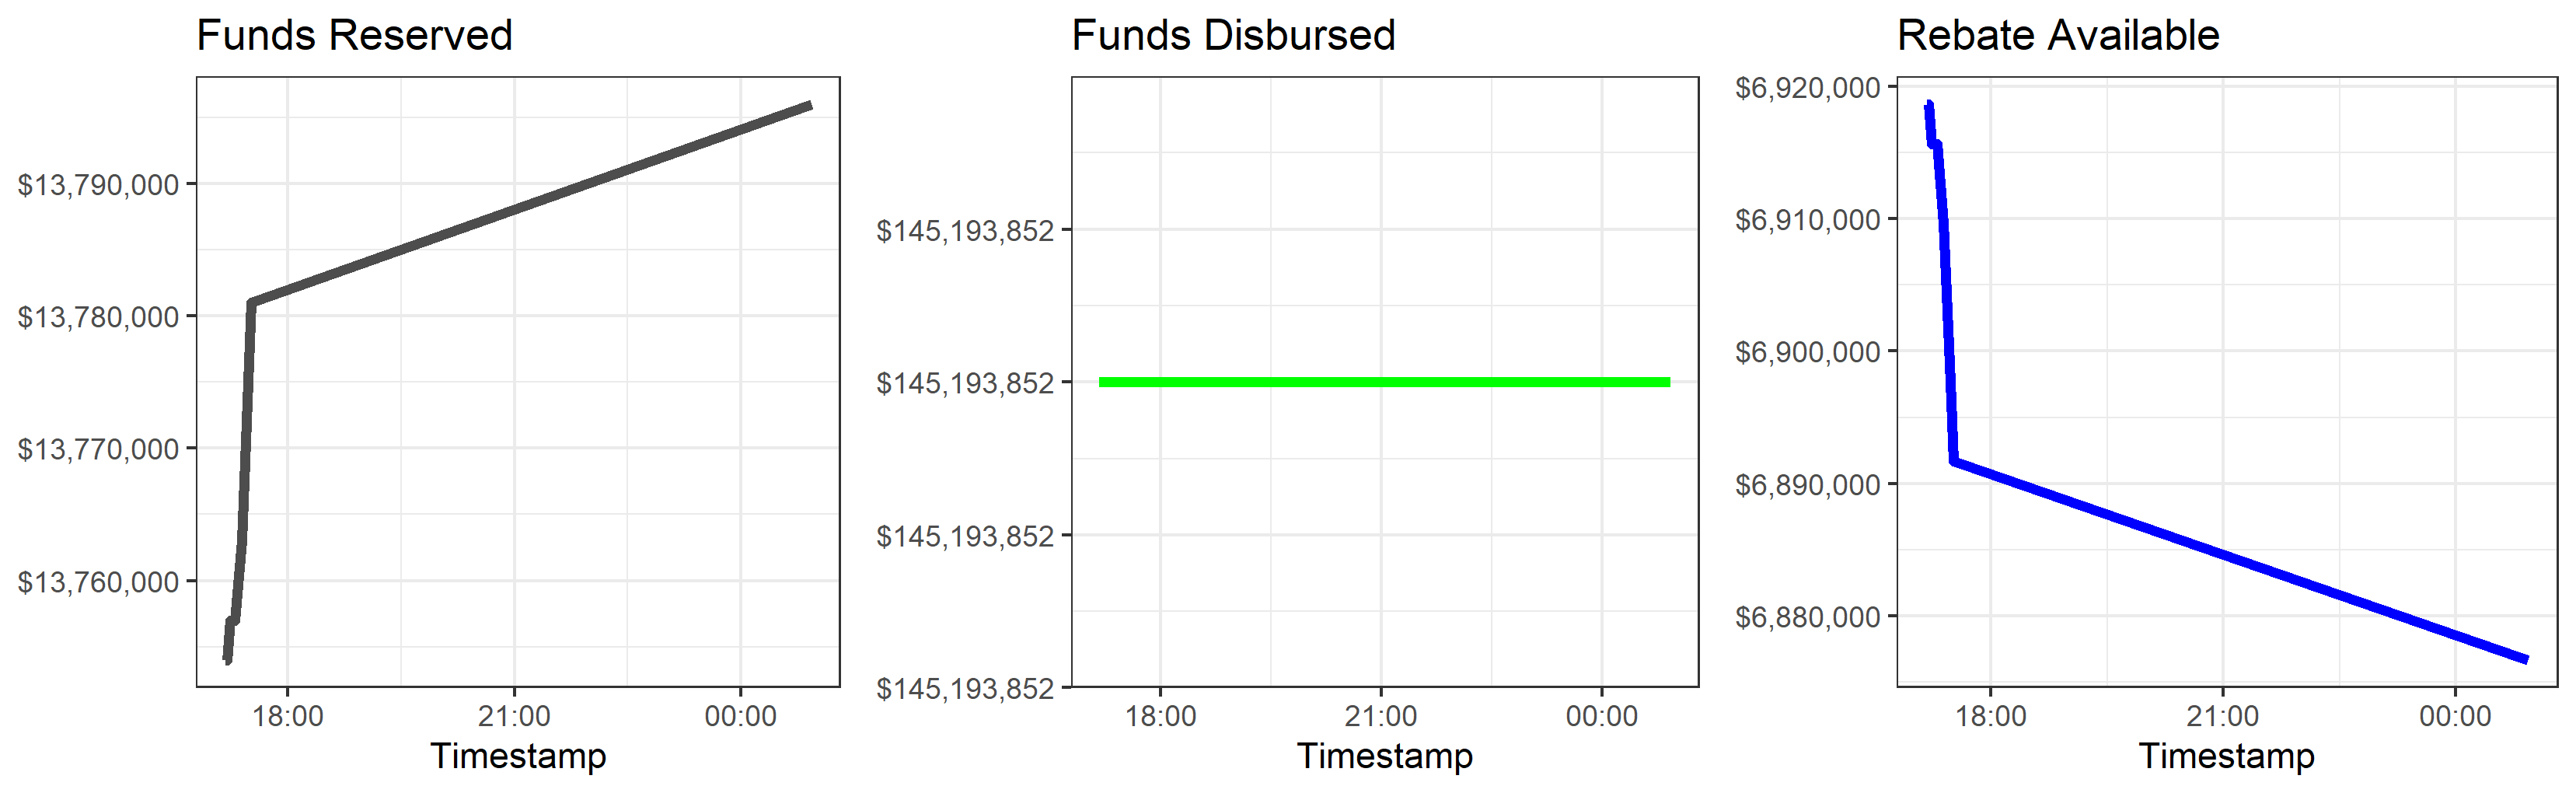 Funds Reserved
$13,790,000
$13,780,000
$13,770,000
$13,760,000
18:00 21:00 00:00
Timestamp
Funds Disbursed
$145,193,852
$145,193,852
$145,193,852
$145,193,852
18:00 21:00 00:00
Timestamp
Rebate Available
$6,920,000
$6,910,000
$6,900,000
$6,890,000
$6,880,000
18:00 21:00 00:00
Timestamp